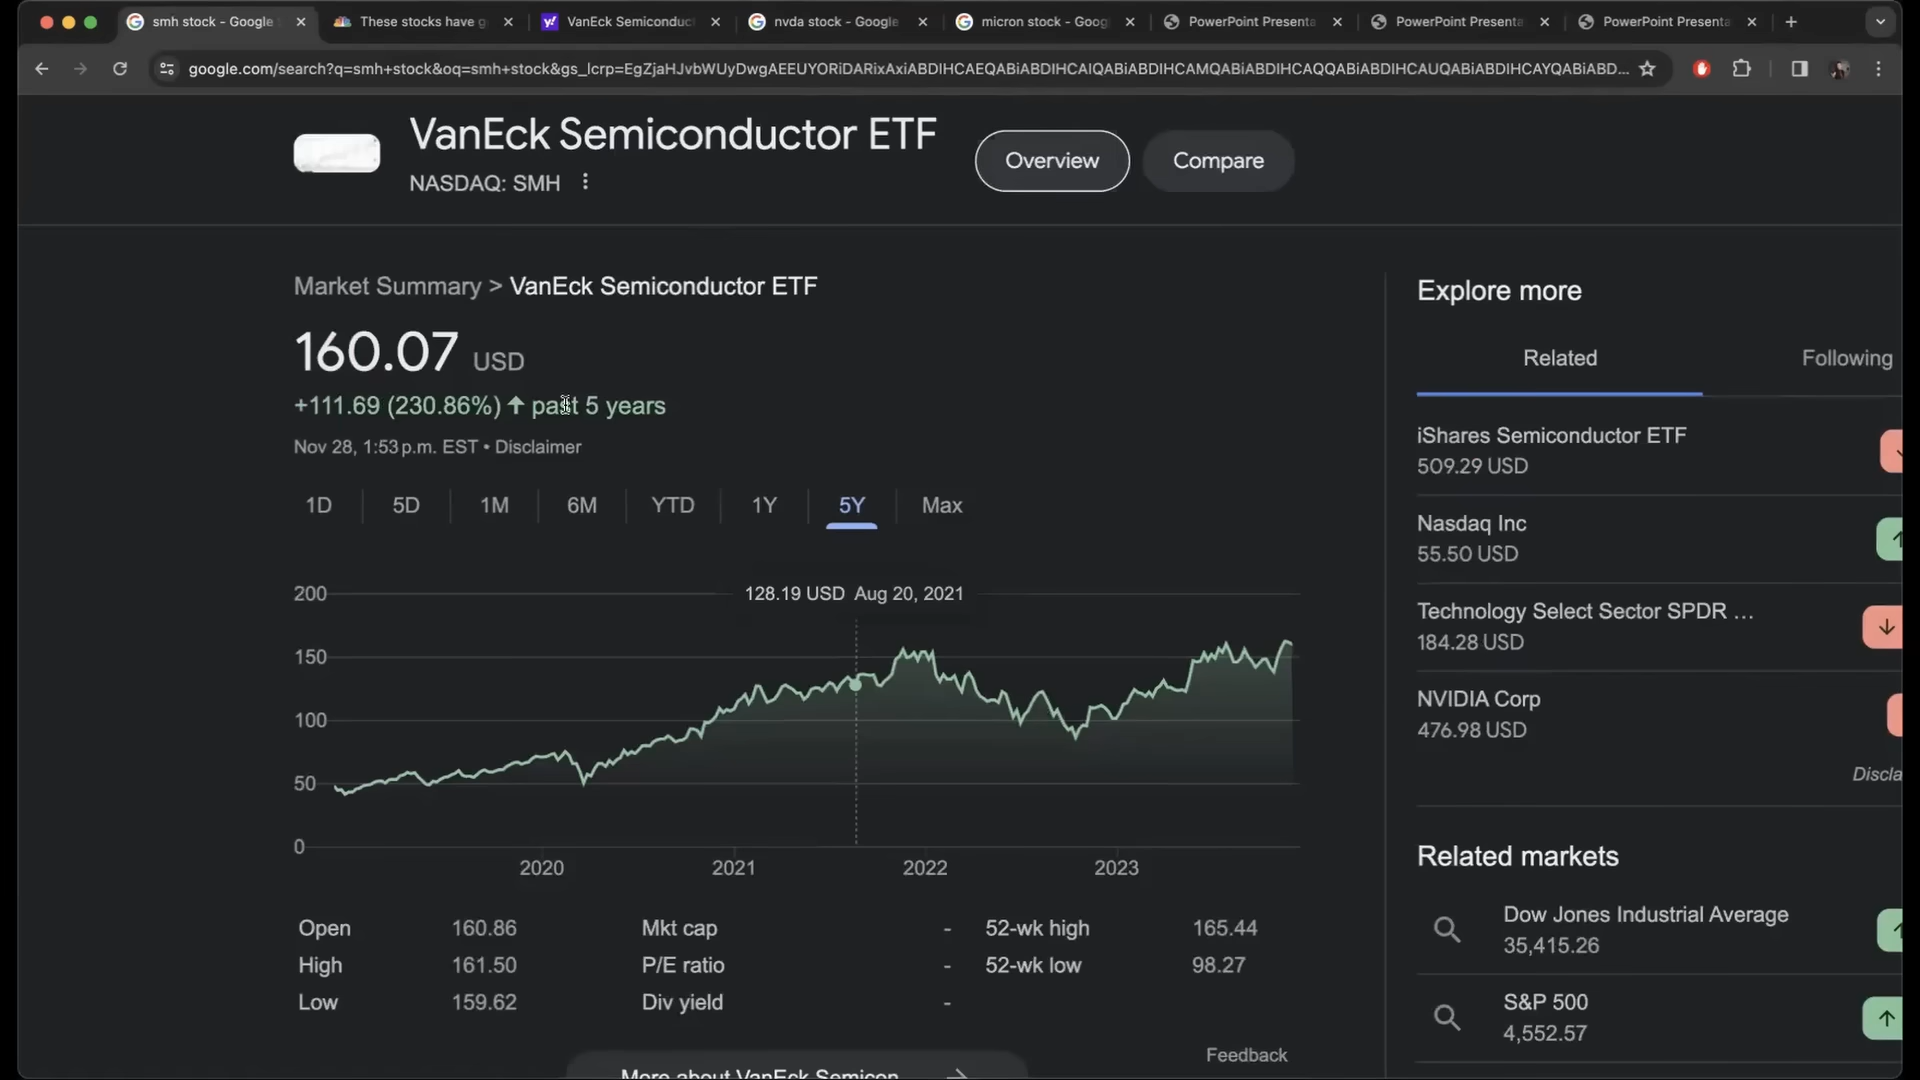 smh stock - Google
These stocks have g
VanEck Semiconduc
nvda stock - Google
micron stock - Goog
PowerPoint Presenta
PowerPoint Presenta
PowerPoint Presenta
google.com/search?q=smh+stock&oq=smh+stock&gs_lcrp=EgZjaHJvbWUyDwgAEEUYORiDARixAxiABDIHCAEQABiABDIHCAIQABiABDIHCAMQABiABDIHCAQQABiABDIHCAUQABiABDIHCAYQABiABD...
VanEck Semiconductor ETF
NASDAQ: SMH
Overview
Compare
Market Summary > VanEck Semiconductor ETF
160.07 USD
+111.69 (230.86%) ↑ past 5 years
Nov 28, 1:53 p.m. EST • Disclaimer
1D 5D 1M 6M YTD 1Y 5Y Max
128.19 USD Aug 20, 2021
200
150
100
50
0
2020 2021 2022 2023
Open 160.86 Mkt cap - 52-wk high 165.44
High 161.50 P/E ratio - 52-wk low 98.27
Low 159.62 Div yield -
Feedback
More about VanEck Semicon...
Explore more
Related
Following
iShares Semiconductor ETF
509.29 USD
Nasdaq Inc
55.50 USD
Technology Select Sector SPDR ...
184.28 USD
NVIDIA Corp
476.98 USD
Discla
Related markets
Dow Jones Industrial Average
35,415.26
S&P 500
4,552.57